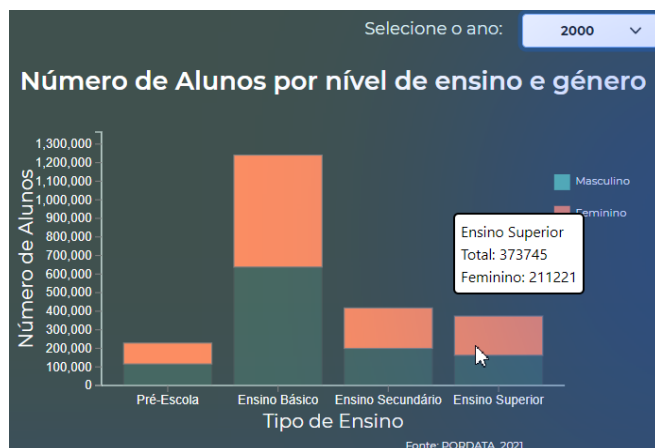 Selecione o ano:
2000
Número de Alunos por nível de ensino e género
Número de Alunos
1,300,000
1,200,000
1,100,000
1,000,000
900,000
800,000
700,000
600,000
500,000
400,000
300,000
200,000
100,000
0
Masculino
Feminino
Ensino Superior
Total: 373745
Feminino: 211221
Pré-Escola
Ensino Básico
Ensino Secundário
Ensino Superior
Tipo de Ensino
Fonte: PORDATA, 2021